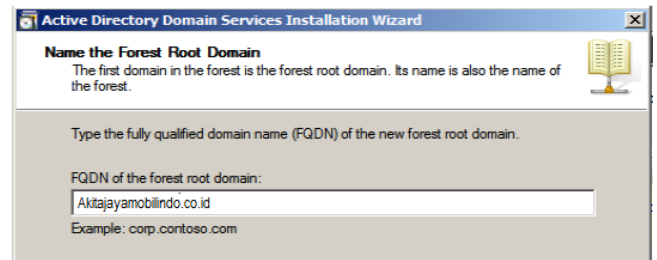 Active Directory Domain Services Installation Wizard
Name the Forest Root Domain
The first domain in the forest is the forest root domain. Its name is also the name of
the forest.
Type the fully qualified domain name (FQDN) of the new forest root domain.
FQDN of the forest root domain:
Akitajayamobilindo.co.id
Example: corp.contoso.com